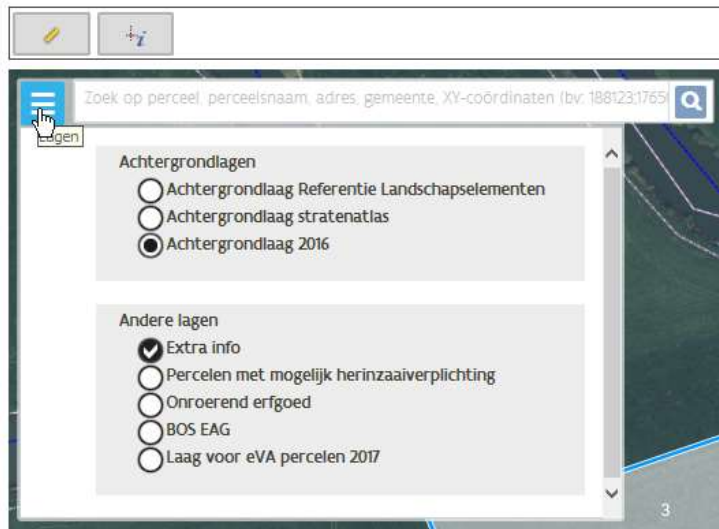 Zoek op perceel, perceelsnaam, adres, gemeente, XY-coördinaten (bv: 188123;1765
Lagen
Achtergrondlagen
Achtergrondlaag Referentie Landschapselementen
Achtergrondlaag stratenatlas
Achtergrondlaag 2016
Andere lagen
Extra info
Percelen met mogelijk herinzaaiverplichting
Onroerend erfgoed
BOS EAG
Laag voor eVA percelen 2017
3